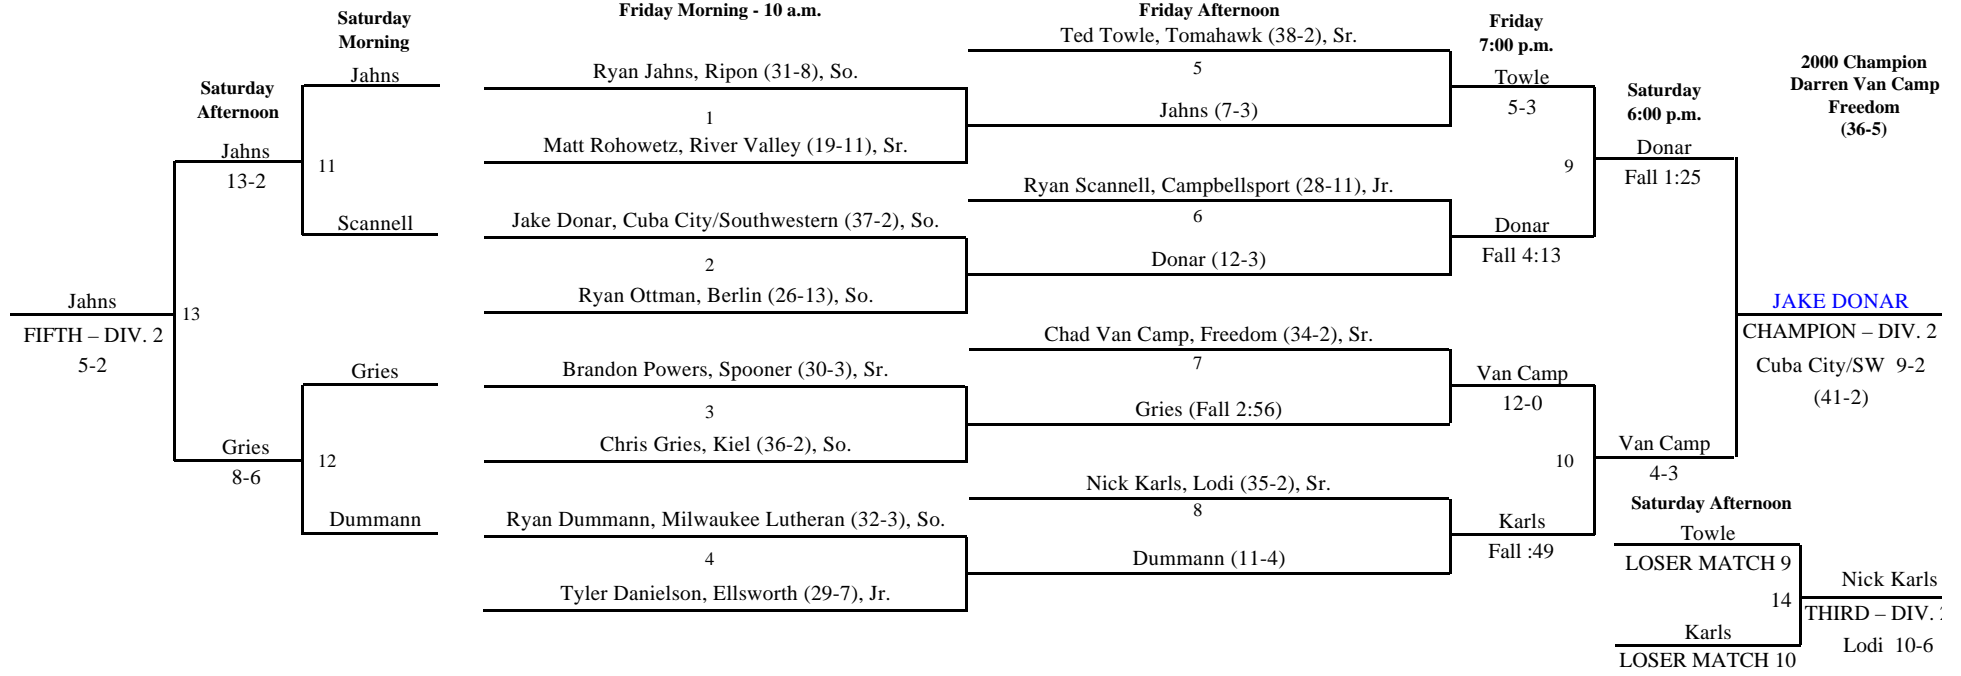 Saturday
Morning
Friday Morning - 10 a.m.
Friday Afternoon
Friday
7:00 p.m.
Saturday
Afternoon
Saturday
6:00 p.m.
2000 Champion
Darren Van Camp
Freedom
(36-5)
Jahns
Ryan Jahns, Ripon (31-8), So.
1
Matt Rohowetz, River Valley (19-11), Sr.
Ted Towle, Tomahawk (38-2), Sr.
5
Jahns (7-3)
Towle
5-3
Jahns
13-2
11
Scannell
Jake Donar, Cuba City/Southwestern (37-2), So.
2
Ryan Ottman, Berlin (26-13), So.
Ryan Scannell, Campbellsport (28-11), Jr.
6
Donar (12-3)
Donar
Fall 4:13
9
Donar
Fall 1:25
Jahns
FIFTH – DIV. 2
5-2
13
Gries
Brandon Powers, Spooner (30-3), Sr.
3
Chris Gries, Kiel (36-2), So.
Chad Van Camp, Freedom (34-2), Sr.
7
Gries (Fall 2:56)
Van Camp
12-0
JAKE DONAR
CHAMPION – DIV. 2
Cuba City/SW 9-2
(41-2)
Gries
8-6
12
Dummann
Ryan Dummann, Milwaukee Lutheran (32-3), So.
4
Tyler Danielson, Ellsworth (29-7), Jr.
Nick Karls, Lodi (35-2), Sr.
8
Dummann (11-4)
Karls
Fall :49
10
Van Camp
4-3
Saturday Afternoon
Towle
LOSER MATCH 9
14
Karls
LOSER MATCH 10
Nick Karls
THIRD – DIV.
Lodi 10-6